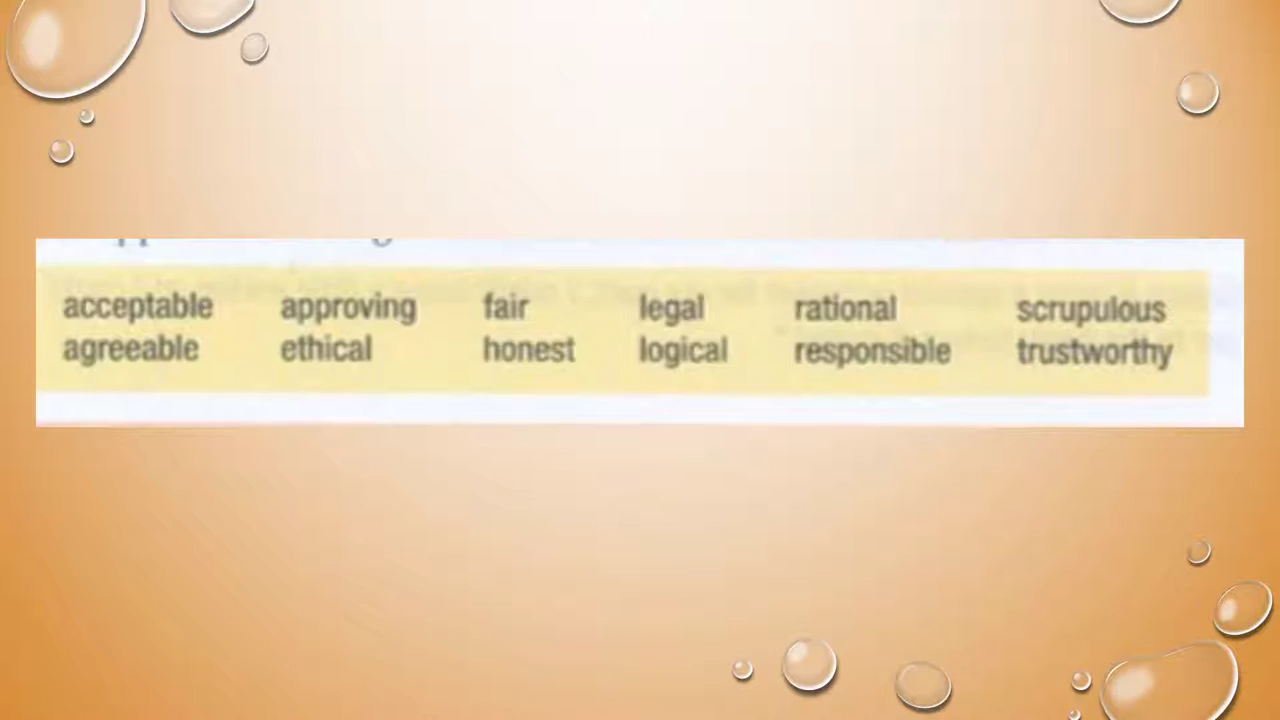 acceptable approving fair legal rational scrupulous
agreeable ethical honest logical responsible trustworthy